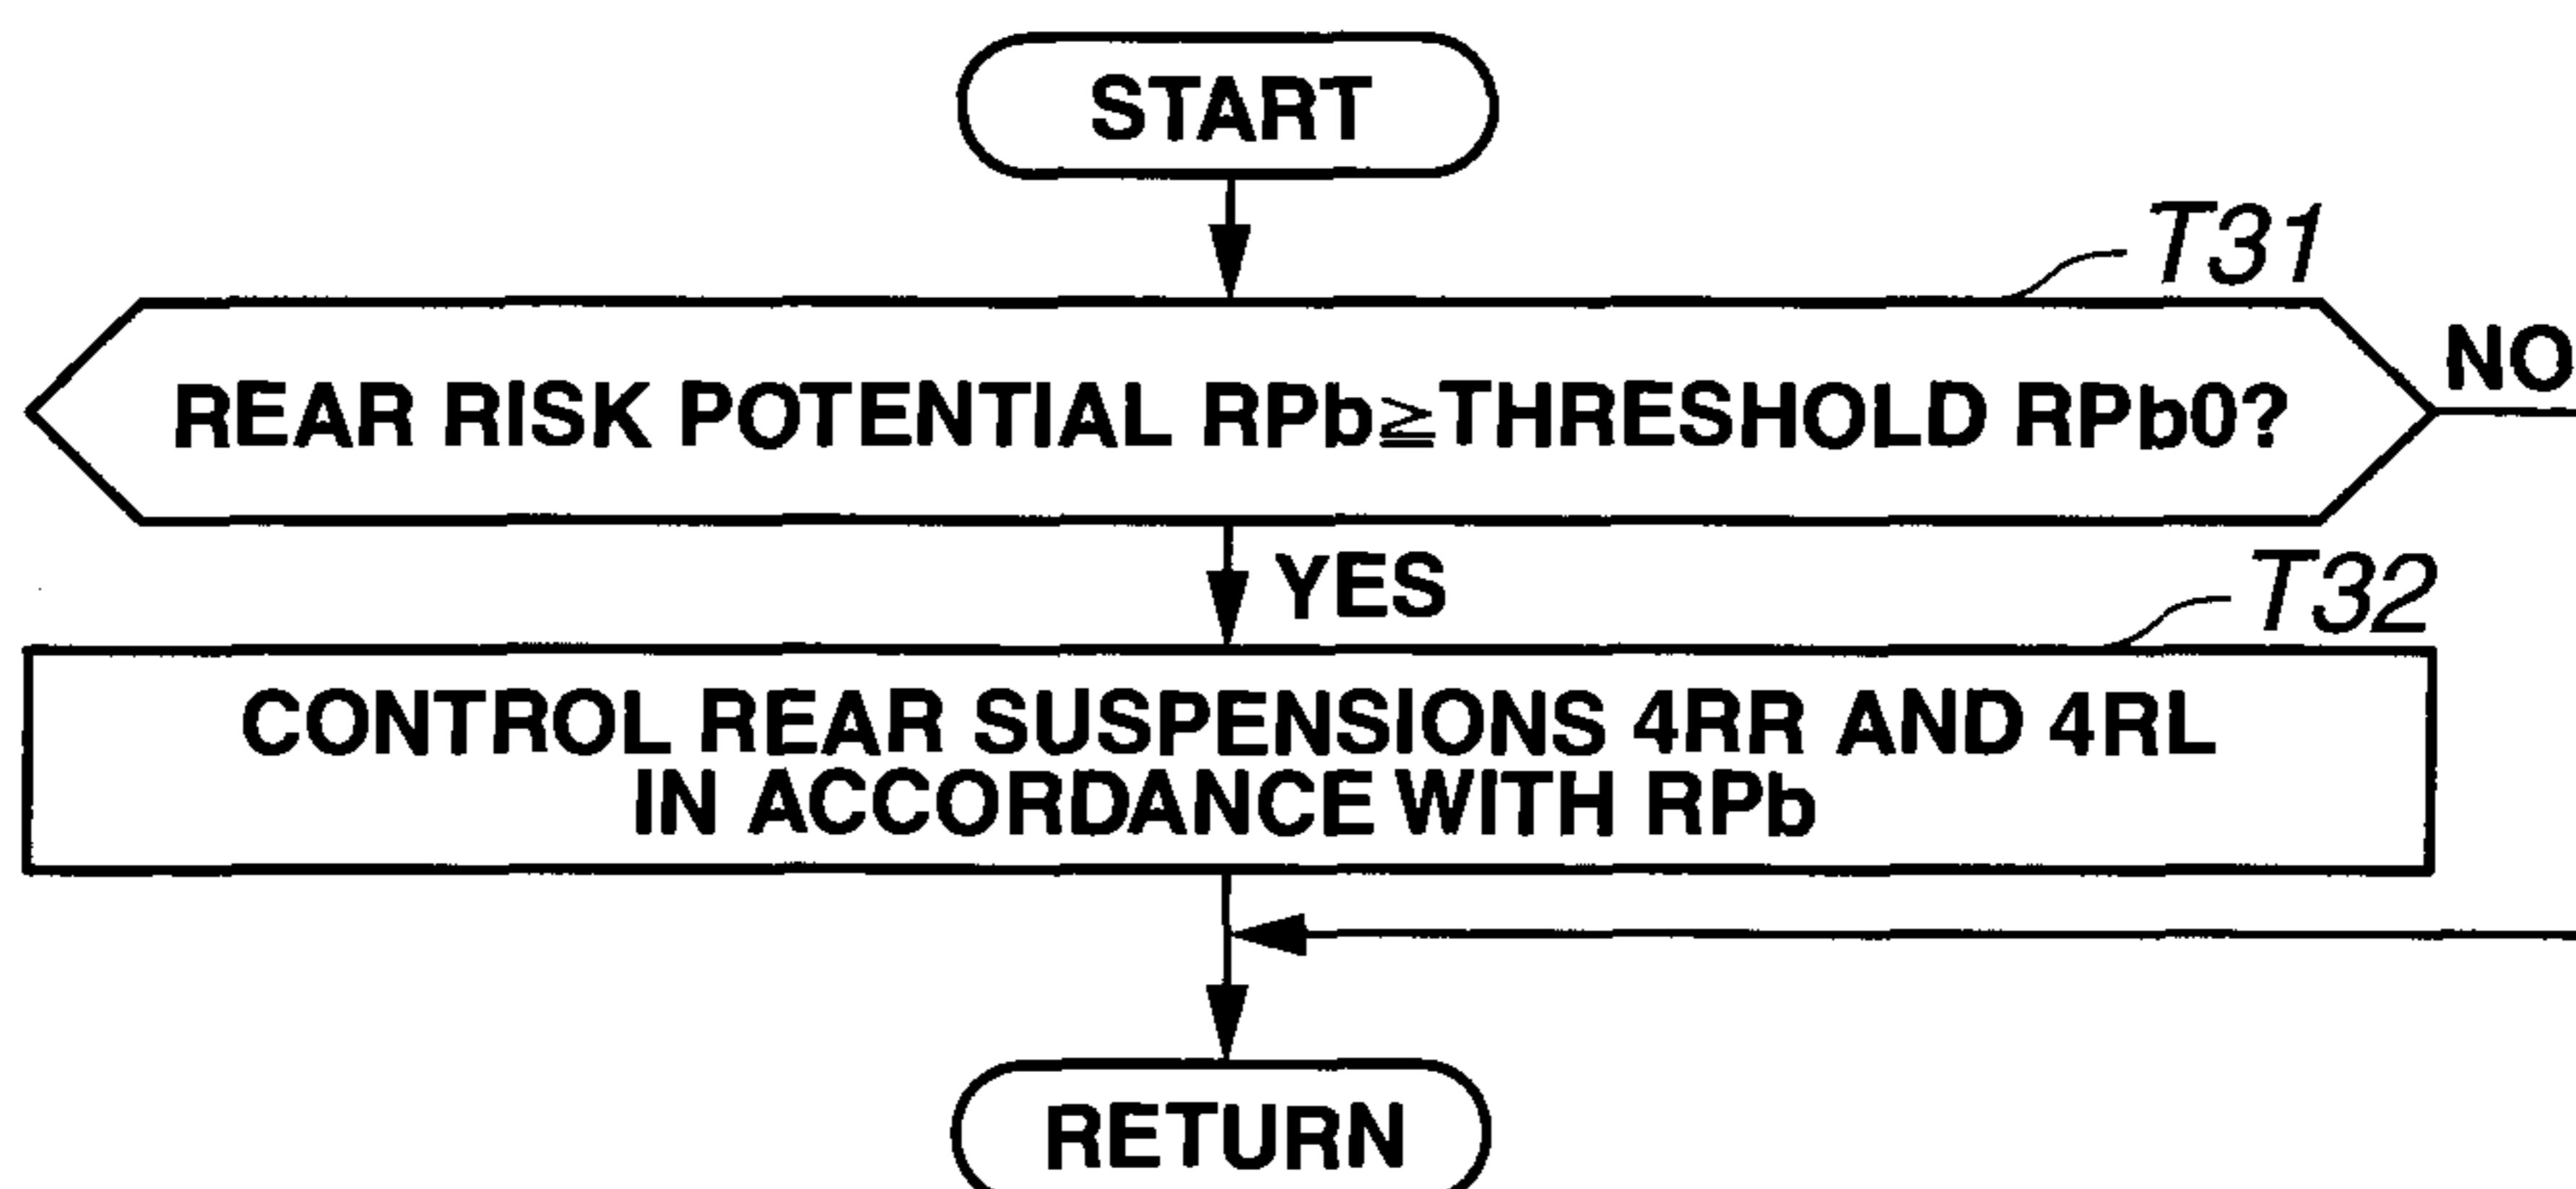 START
T31
REAR RISK POTENTIAL RPb≧THRESHOLD RPb0?
NO
YES
T32
CONTROL REAR SUSPENSIONS 4RR AND 4RL
IN ACCORDANCE WITH RPb
RETURN